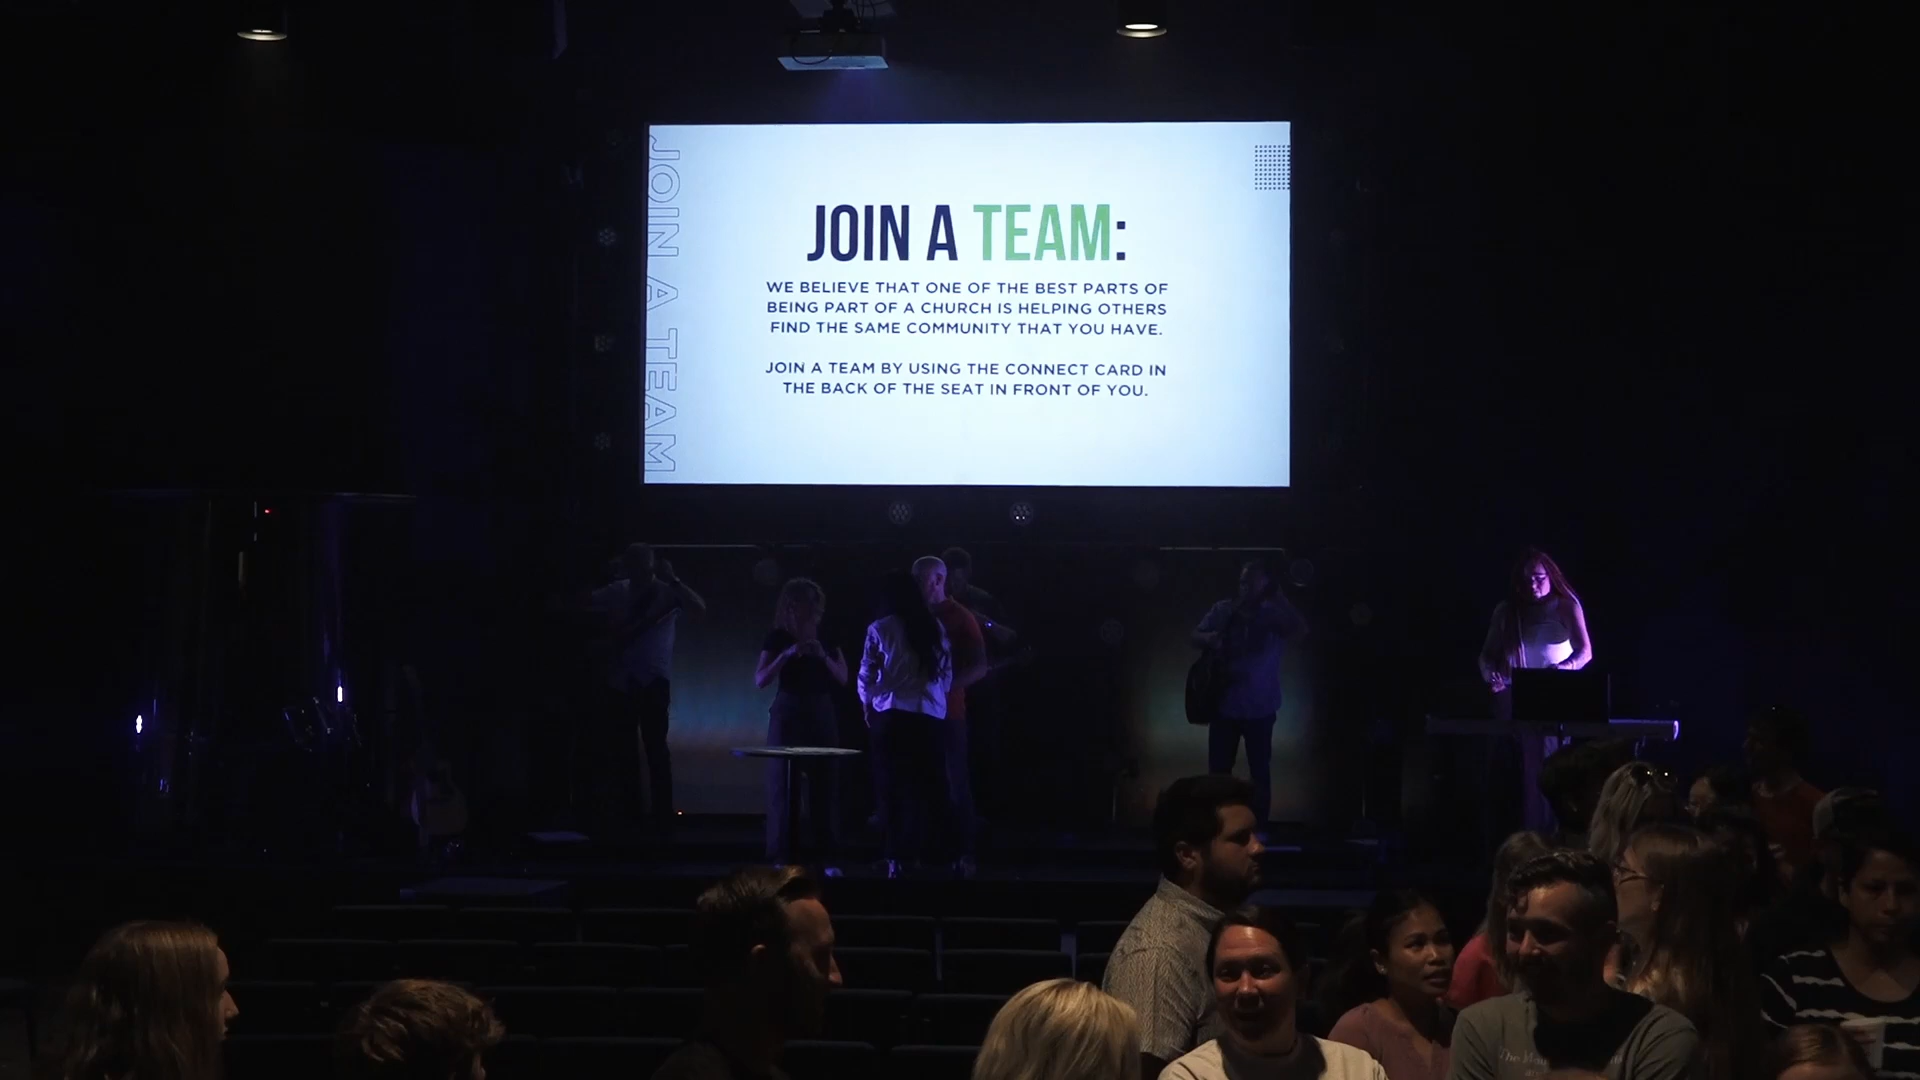 JOIN A TEAM
JOIN A TEAM:
WE BELIEVE THAT ONE OF THE BEST PARTS OF
BEING PART OF A CHURCH IS HELPING OTHERS
FIND THE SAME COMMUNITY THAT YOU HAVE.
JOIN A TEAM BY USING THE CONNECT CARD IN
THE BACK OF THE SEAT IN FRONT OF YOU.
The